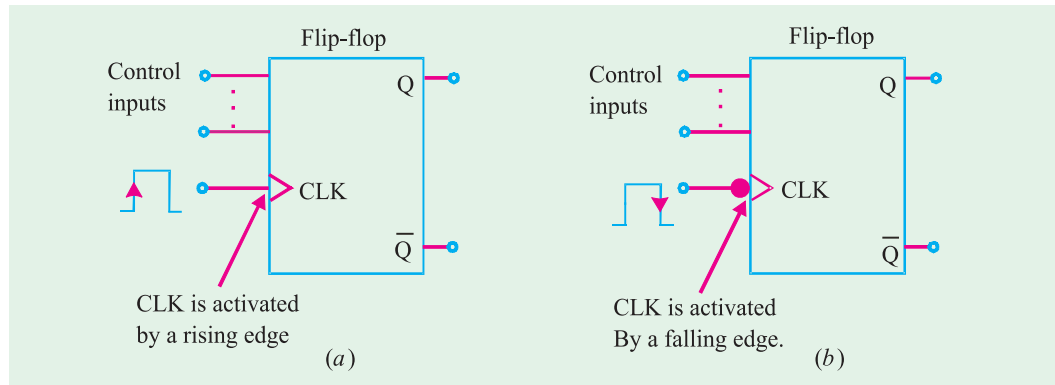 Flip-flop
Control
inputs
Q
CLK
Q̅
CLK is activated
by a rising edge
(a)
Flip-flop
Control
inputs
Q
CLK
Q̅
CLK is activated
By a falling edge.
(b)